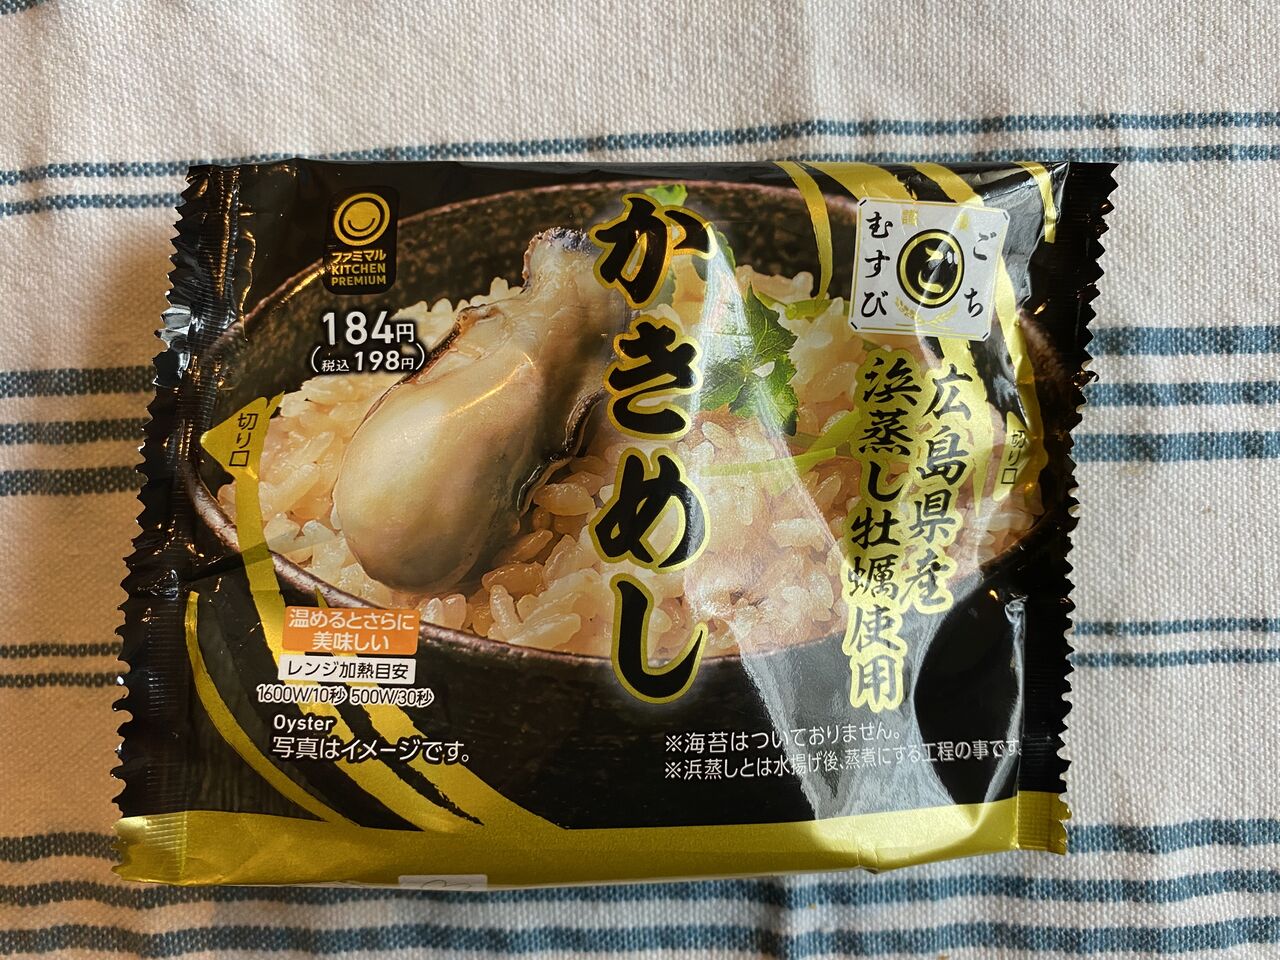 ファミマル
KITCHEN
PREMIUM
184円
(税込198円)
かきめし
ごち
むすび
ご
広島県産
浜蒸し牡蠣使用
切り口
切り口
温めるとさらに
美味しい
レンジ加熱目安
1600W/10秒 500W/30秒
Oyster
写真はイメージです。
※海苔はついておりません。
※浜蒸しとは水揚げ後、蒸煮にする工程の事です